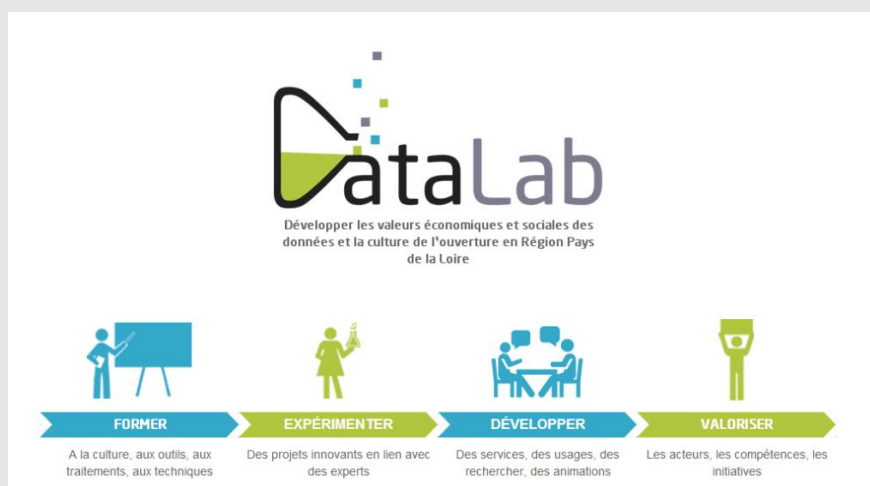 DataLab
Développer les valeurs économiques et sociales des
données et la culture de l'ouverture en Région Pays
de la Loire
FORMER
A la culture, aux outils, aux
traitements, aux techniques
EXPÉRIMENTER
Des projets innovants en lien avec
des experts
DÉVELOPPER
Des services, des usages, des
rechercher, des animations
VALORISER
Les acteurs, les compétences, les
initiatives